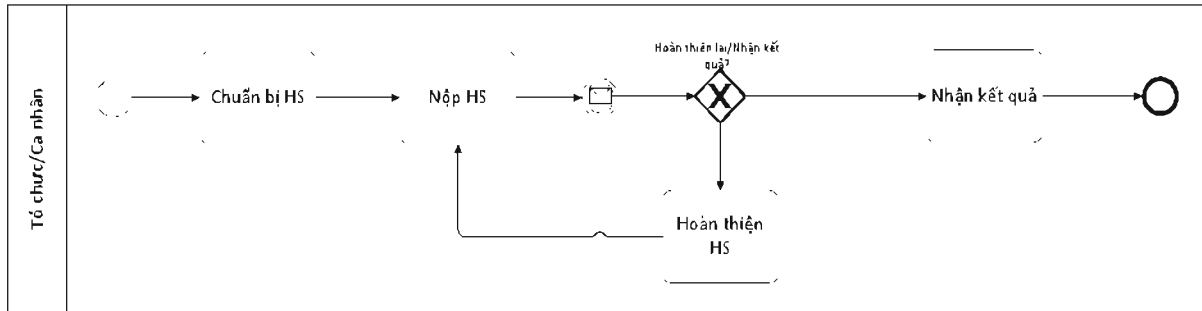 Tổ chức/Cá nhân
Chuẩn bị HS
Nộp HS
Hoàn thiện lại/Nhận kết
quả?
X
Nhận kết quả
Hoàn thiện
HS